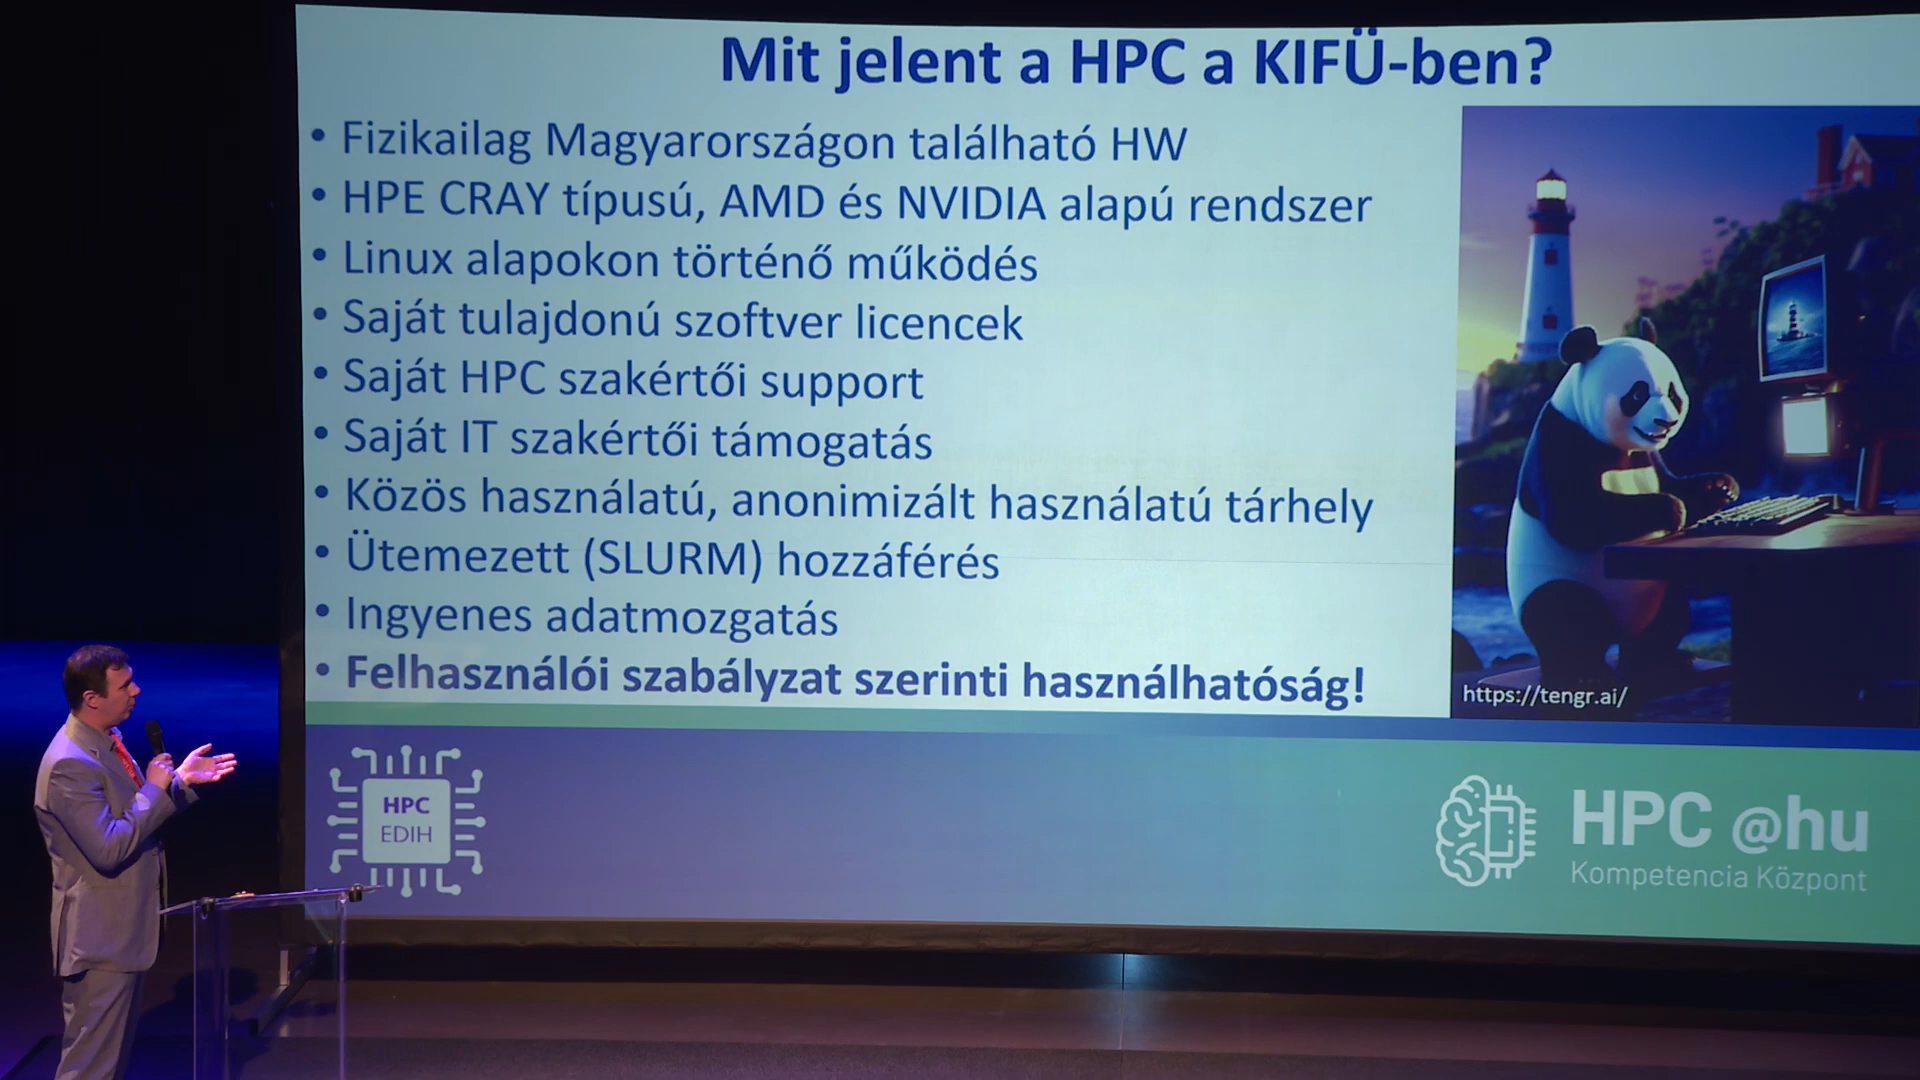 Mit jelent a HPC a KIFÜ-ben?
• Fizikailag Magyarországon található HW
• HPE CRAY típusú, AMD és NVIDIA alapú rendszer
• Linux alapokon történő működés
• Saját tulajdonú szoftver licencek
• Saját HPC szakértői support
• Saját IT szakértői támogatás
• Közös használatú, anonimizált használatú tárhely
• Ütemezett (SLURM) hozzáférés
• Ingyenes adatmozgatás
• Felhasználói szabályzat szerinti használhatóság!
https://tengr.ai/
HPC
EDIH
HPC @hu
Kompetencia Központ